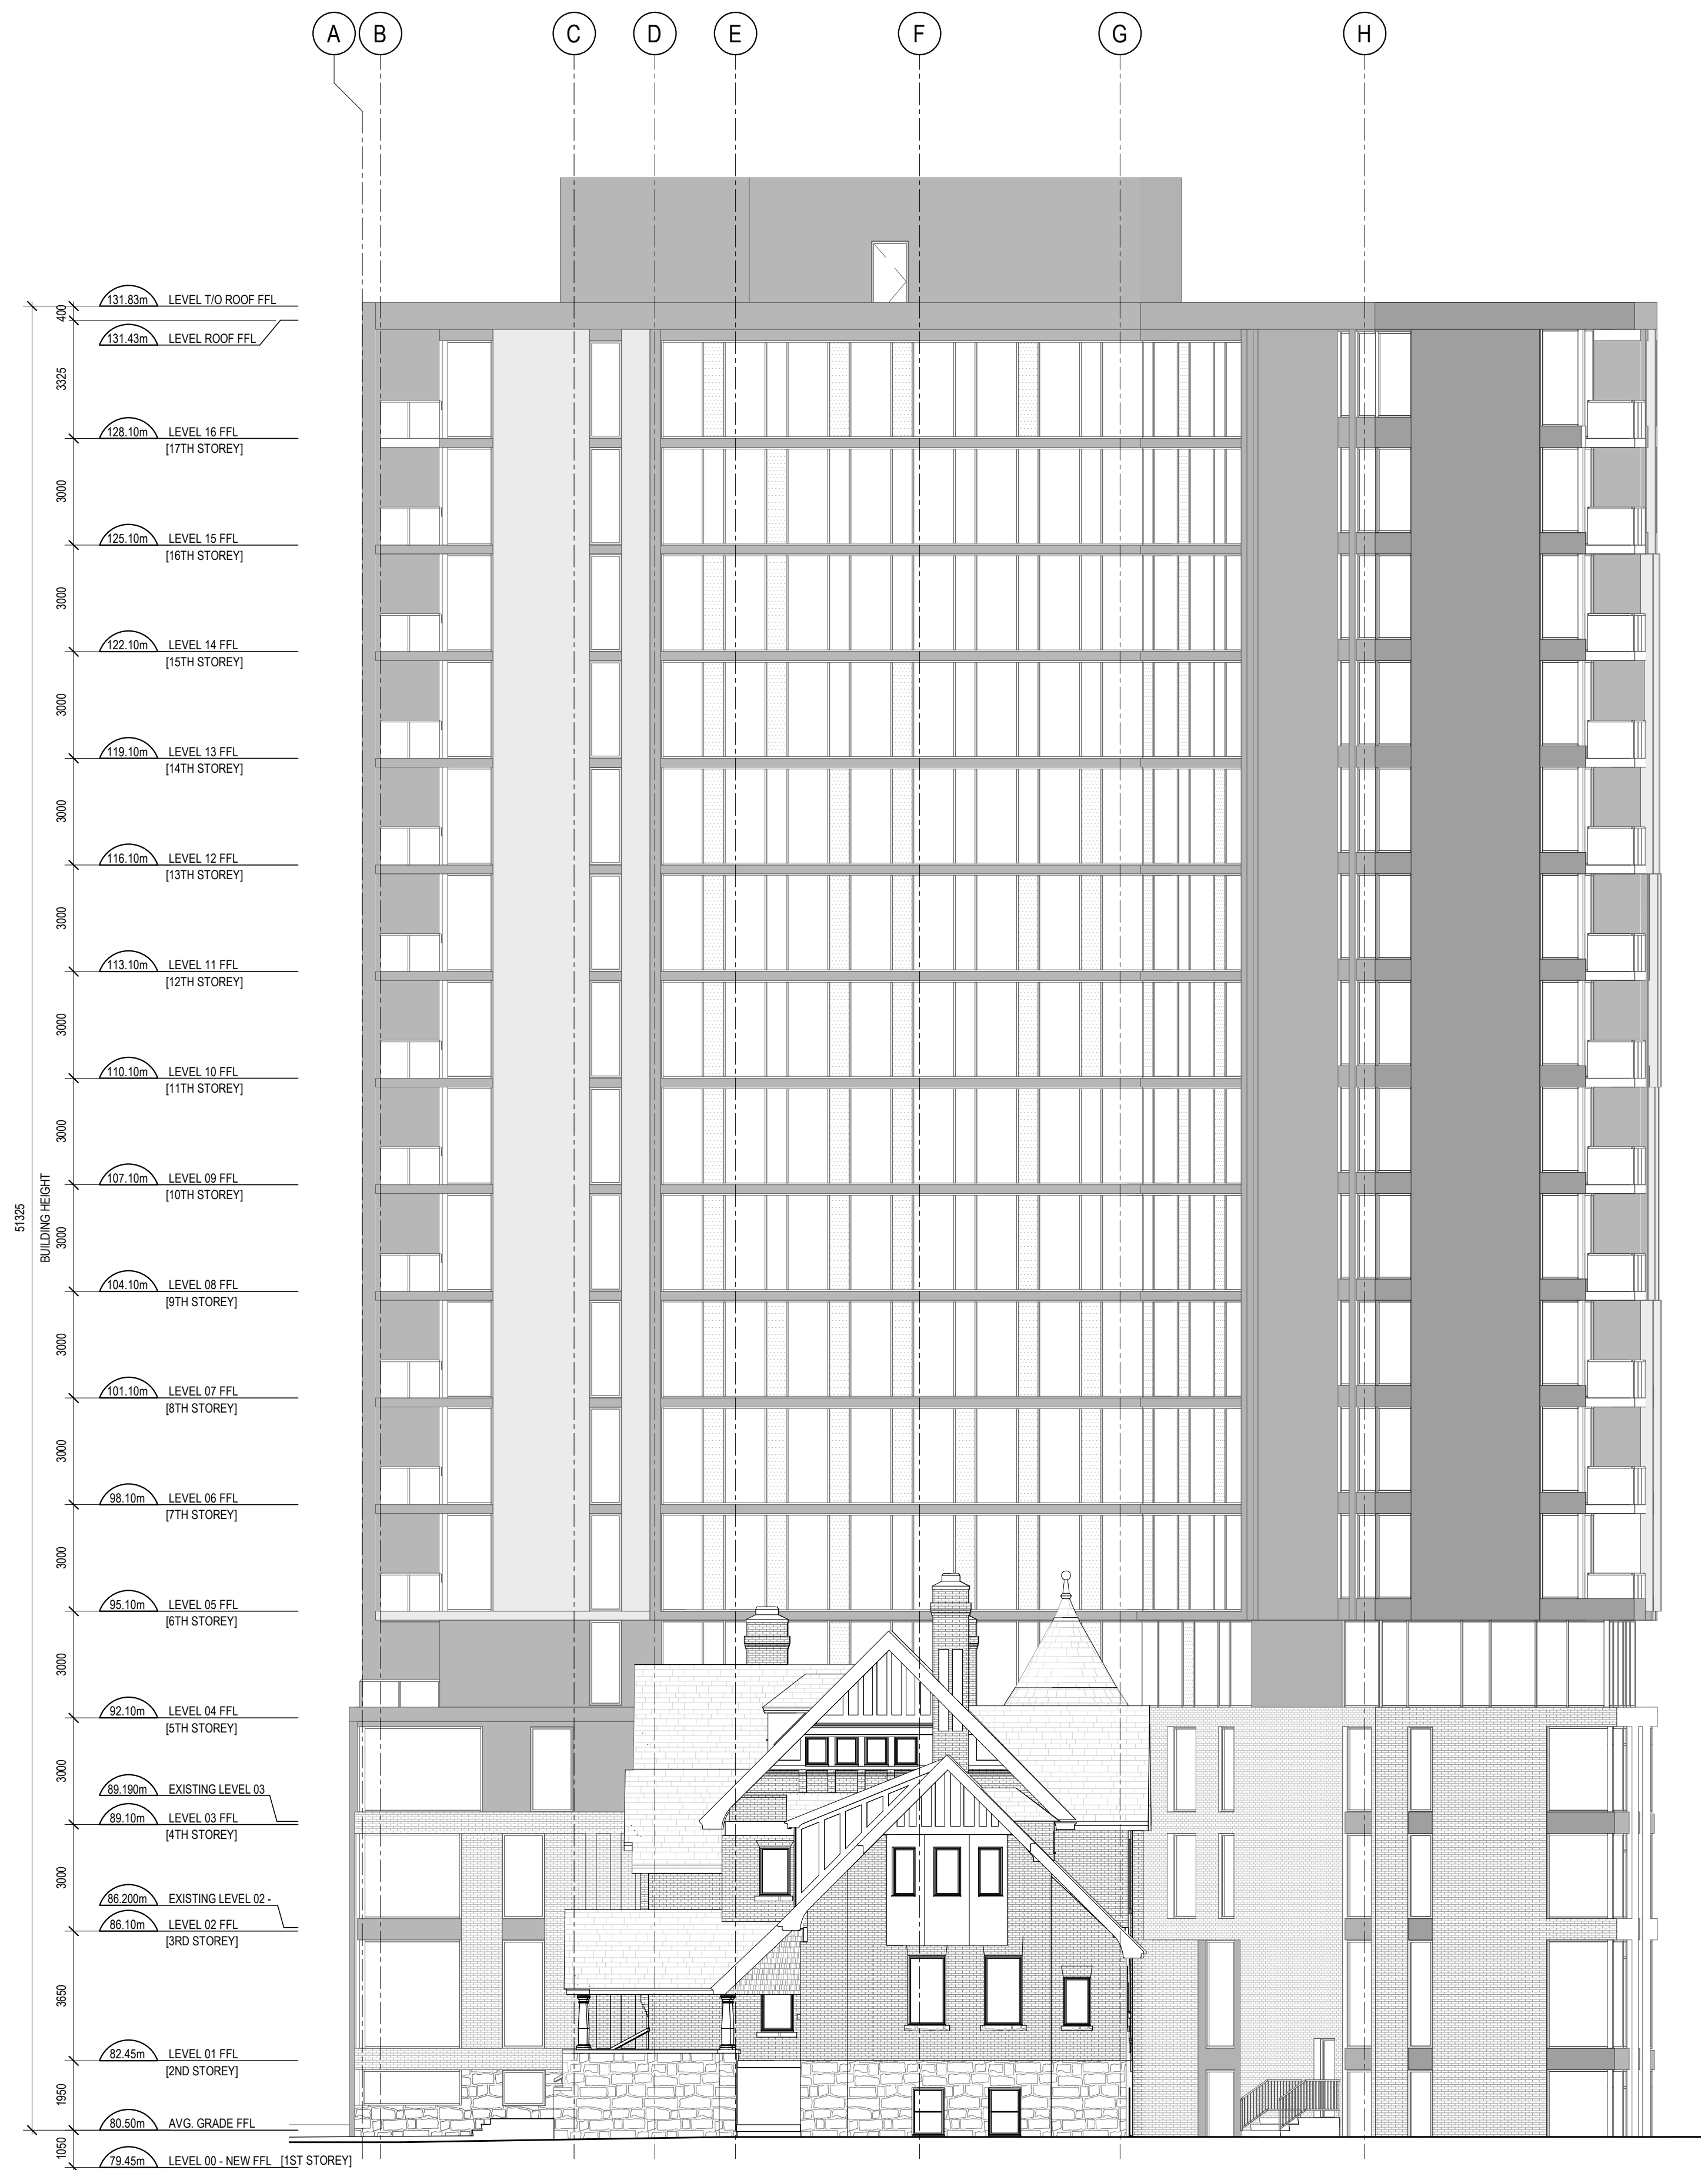 A B C D E F G H
131.83m LEVEL T/O ROOF FFL
400
131.43m LEVEL ROOF FFL
3325
128.10m LEVEL 16 FFL
[17TH STOREY]
3000
125.10m LEVEL 15 FFL
[16TH STOREY]
3000
122.10m LEVEL 14 FFL
[15TH STOREY]
3000
119.10m LEVEL 13 FFL
[14TH STOREY]
3000
116.10m LEVEL 12 FFL
[13TH STOREY]
3000
113.10m LEVEL 11 FFL
[12TH STOREY]
3000
110.10m LEVEL 10 FFL
[11TH STOREY]
3000
107.10m LEVEL 09 FFL
[10TH STOREY]
51325
BUILDING HEIGHT
3000
104.10m LEVEL 08 FFL
[9TH STOREY]
3000
101.10m LEVEL 07 FFL
[8TH STOREY]
3000
98.10m LEVEL 06 FFL
[7TH STOREY]
3000
95.10m LEVEL 05 FFL
[6TH STOREY]
3000
92.10m LEVEL 04 FFL
[5TH STOREY]
3000
89.190m EXISTING LEVEL 03
89.10m LEVEL 03 FFL
[4TH STOREY]
3000
86.200m EXISTING LEVEL 02 -
86.10m LEVEL 02 FFL
[3RD STOREY]
3650
82.45m LEVEL 01 FFL
[2ND STOREY]
1950
80.50m AVG. GRADE FFL
1050
79.45m LEVEL 00 - NEW FFL [1ST STOREY]